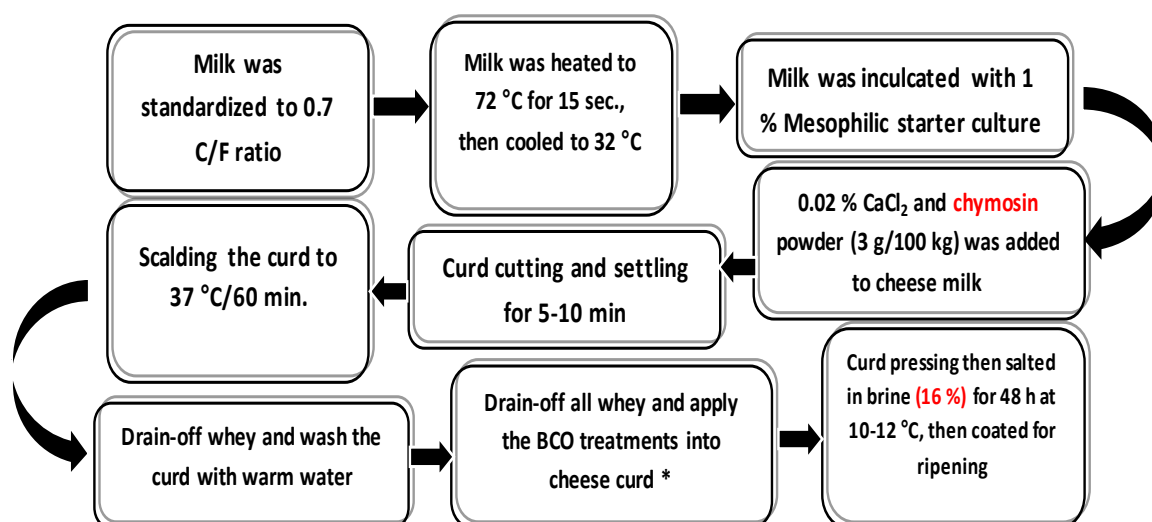 Milk was
standardized to 0.7
C/F ratio
Milk was heated to
72 °C for 15 sec.,
then cooled to 32 °C
Milk was inculcated with 1
% Mesophilic starter culture
0.02 % CaCl₂ and chymosin
powder (3 g/100 kg) was added
to cheese milk
Curd cutting and settling
for 5-10 min
Scalding the curd to
37 °C/60 min.
Drain-off whey and wash the
curd with warm water
Drain-off all whey and apply
the BCO treatments into
cheese curd *
Curd pressing then salted
in brine (16 %) for 48 h at
10-12 °C, then coated for
ripening